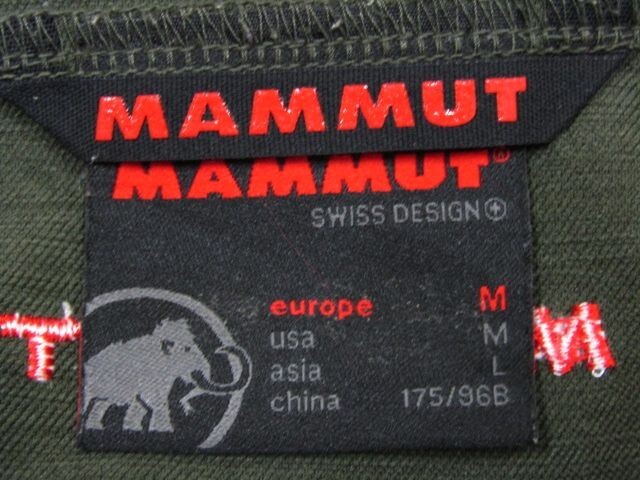 MAMMUT
MAMMUT®
SWISS DESIGN
europe M
usa M
asia L
china 175/96B
T M